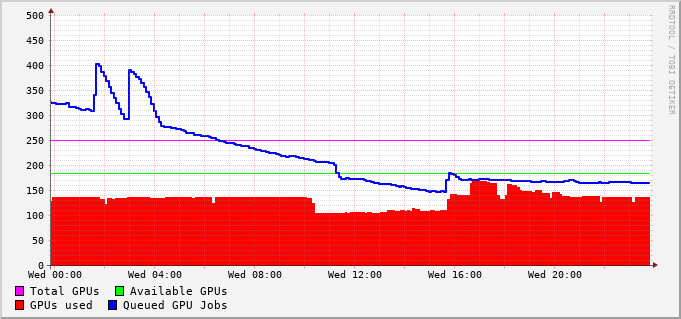 500
450
400
350
300
250
200
150
100
50
0
Wed 00:00 Wed 04:00 Wed 08:00 Wed 12:00 Wed 16:00 Wed 20:00
Total GPUs Available GPUs
GPUs used Queued GPU Jobs
RRDTOOL / TOBI OETIKER